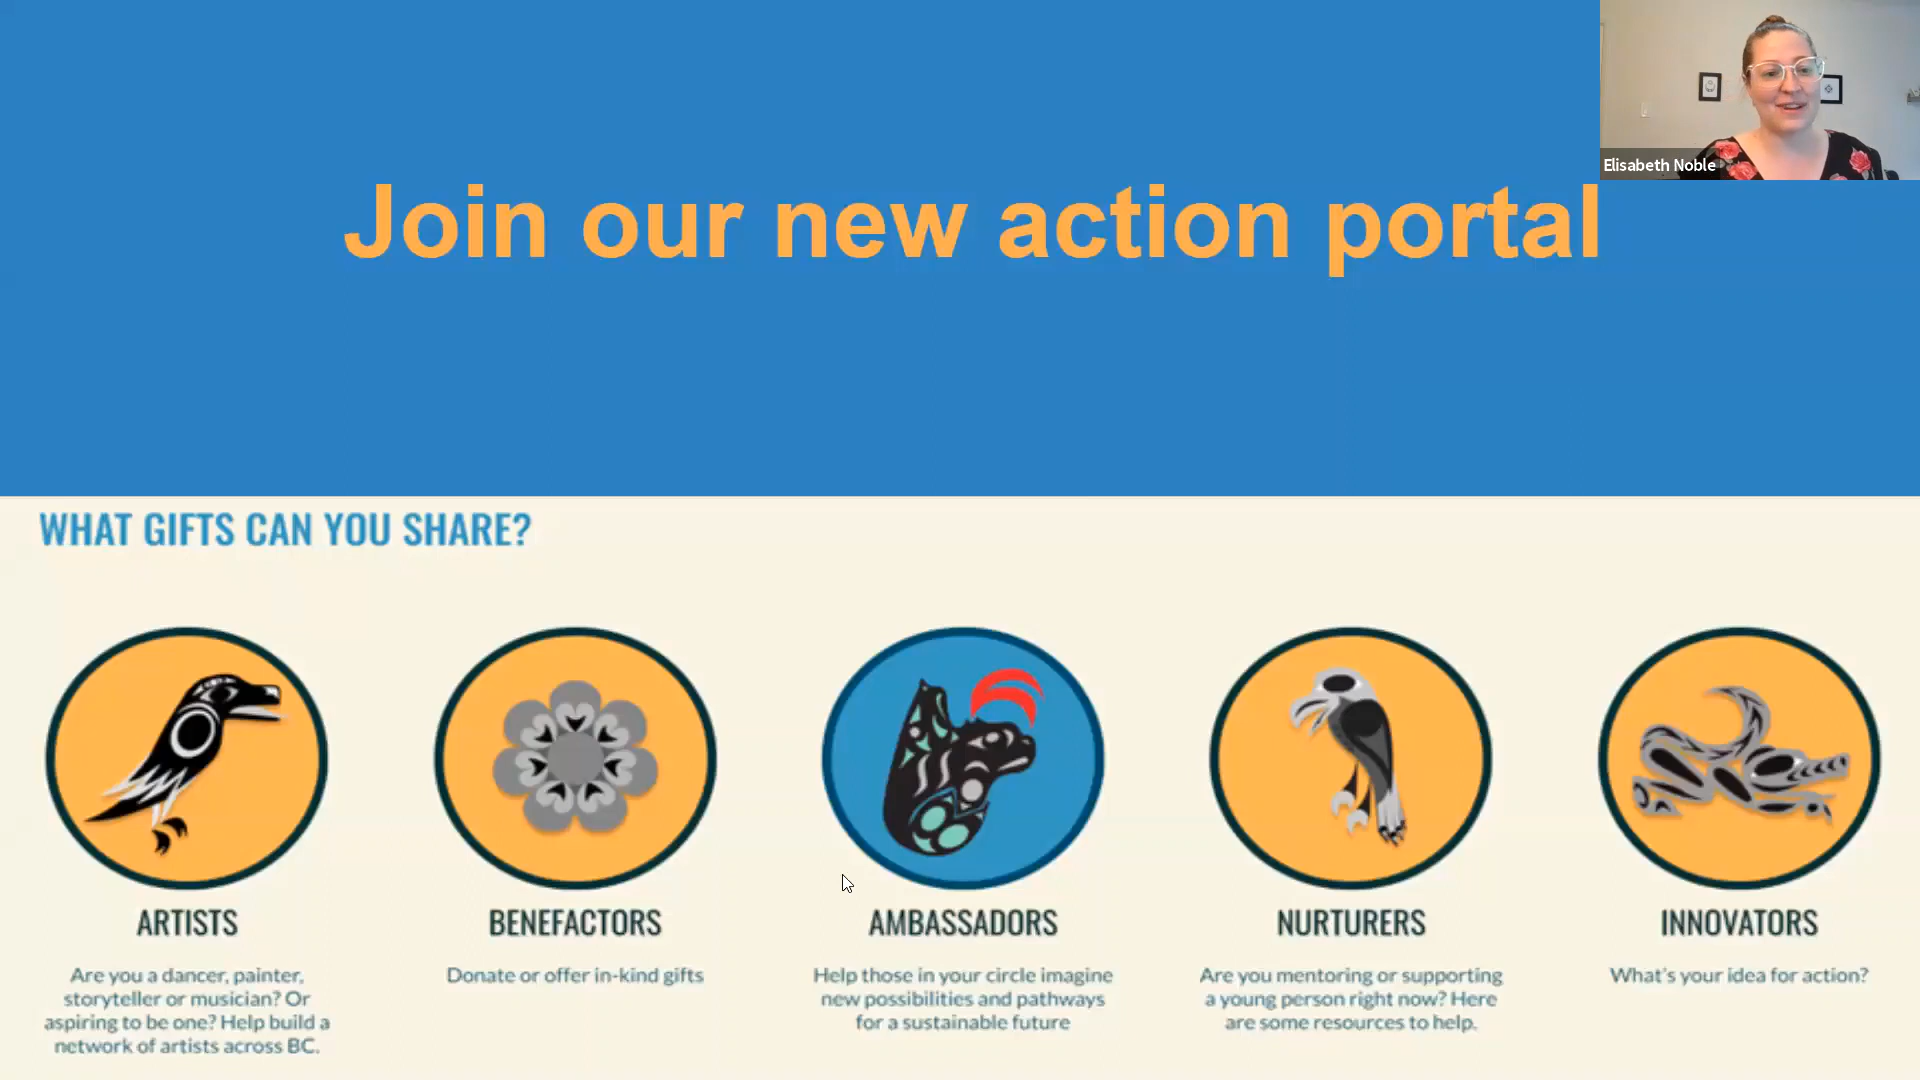 Elisabeth Noble
Join our new action portal
WHAT GIFTS CAN YOU SHARE?
ARTISTS
Are you a dancer, painter,
storyteller or musician? Or
aspiring to be one? Help build a
network of artists across BC.
BENEFACTORS
Donate or offer in-kind gifts
AMBASSADORS
Help those in your circle imagine
new possibilities and pathways
for a sustainable future
NURTURERS
Are you mentoring or supporting
a young person right now? Here
are some resources to help.
INNOVATORS
What's your idea for action?